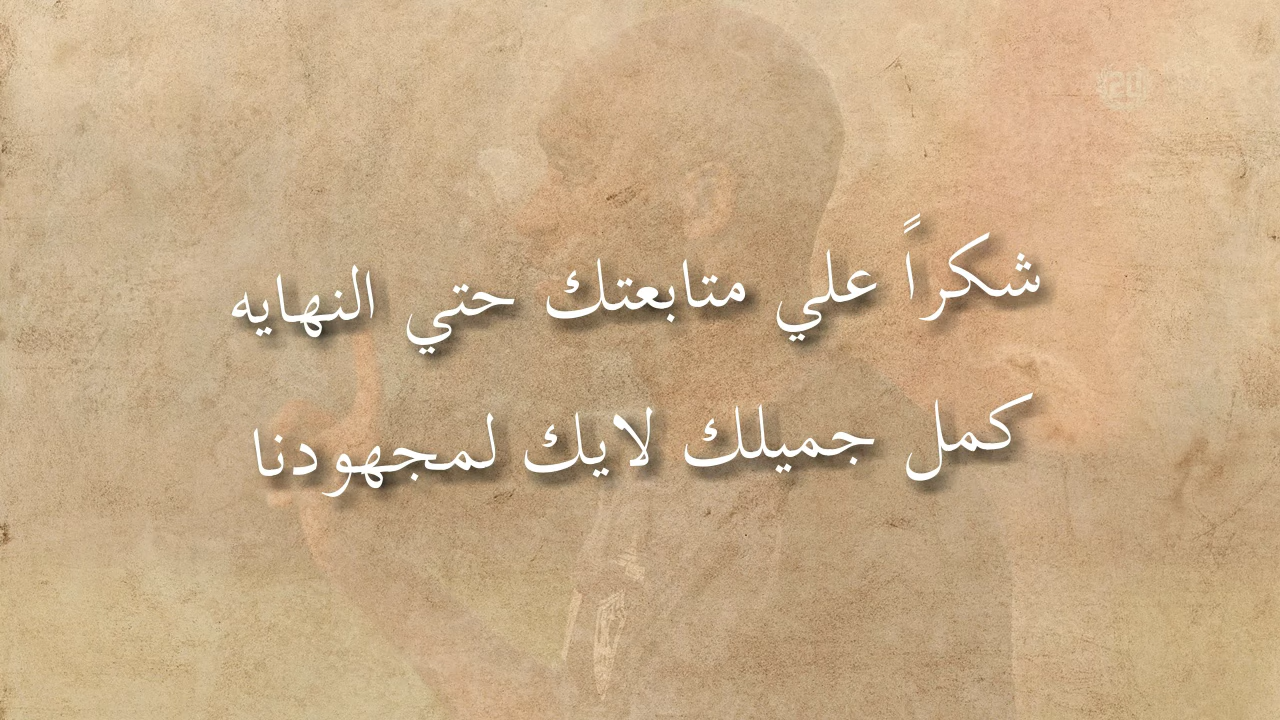 شكراً علي متابعتك حتي النهايه
كمل جميلك لايك لمجهودنا